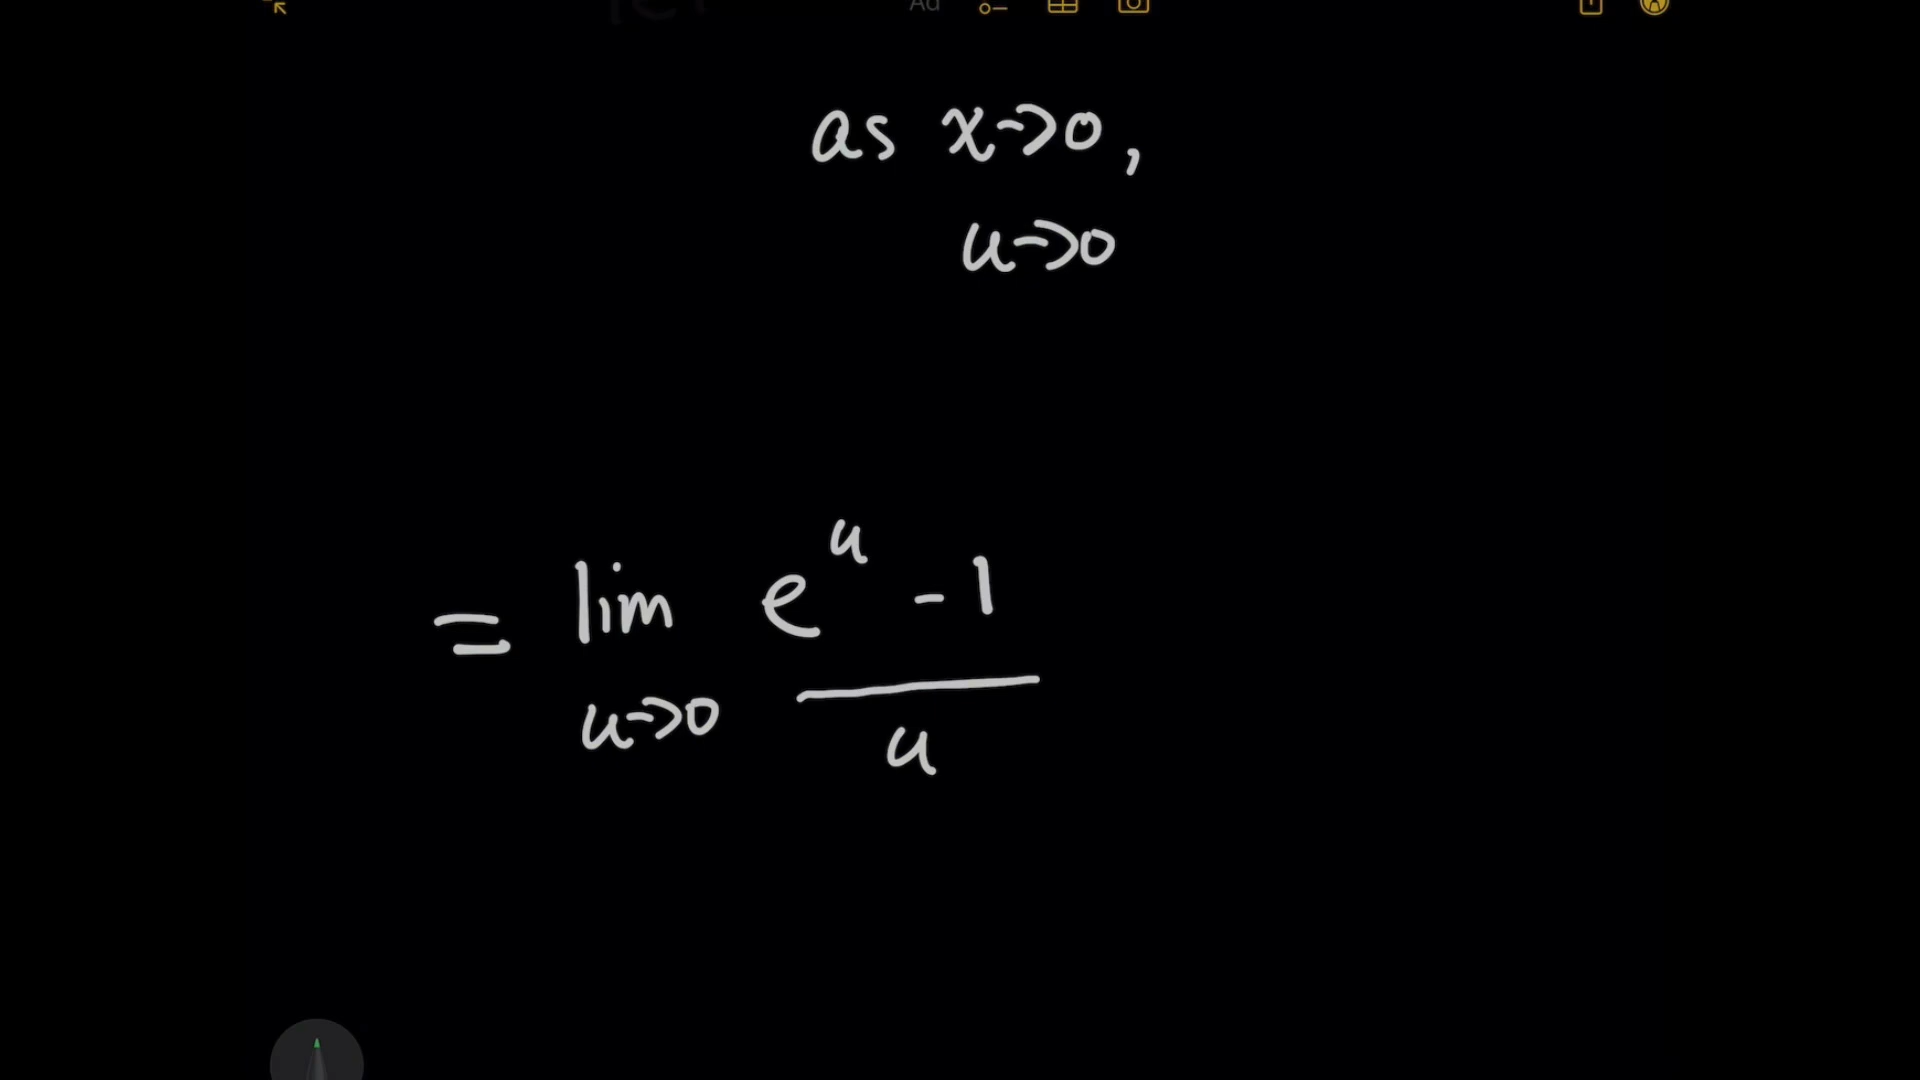 as x->0,
u->0
= lim e^u - 1
u->0 u